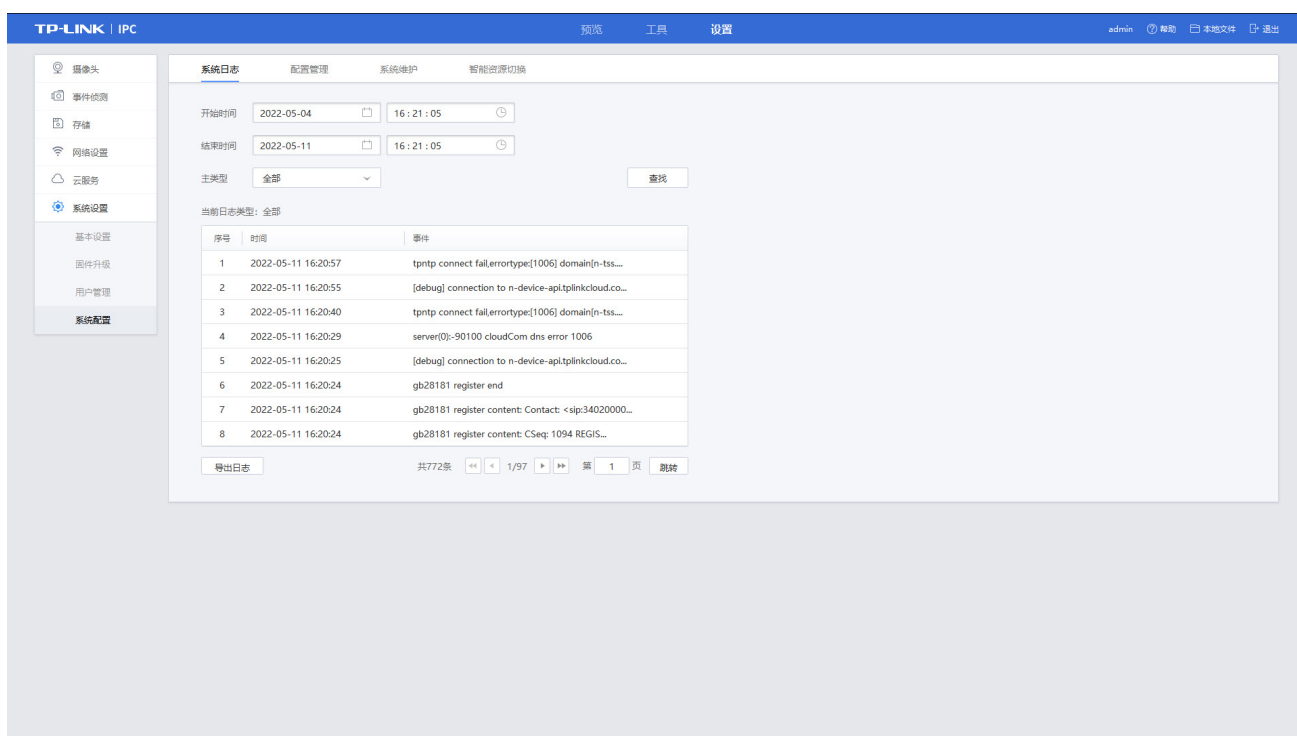 TP-LINK | IPC 预览 工具 设置 admin 帮助 本地文件 退出
摄像头
事件侦测
存储
网络设置
云服务
系统设置
基本设置
固件升级
用户管理
系统配置
系统日志 配置管理 系统维护 智能资源切换
开始时间 2022-05-04 16 : 21 : 05
结束时间 2022-05-11 16 : 21 : 05
主类型 全部 查找
当前日志类型: 全部
序号 时间 事件
1 2022-05-11 16:20:57 tpntp connect fail,errortype:[1006] domain[n-tss....
2 2022-05-11 16:20:55 [debug] connection to n-device-api.tplinkcloud.co...
3 2022-05-11 16:20:40 tpntp connect fail,errortype:[1006] domain[n-tss....
4 2022-05-11 16:20:29 server(0):-90100 cloudCom dns error 1006
5 2022-05-11 16:20:25 [debug] connection to n-device-api.tplinkcloud.co...
6 2022-05-11 16:20:24 gb28181 register end
7 2022-05-11 16:20:24 gb28181 register content: Contact: <sip:34020000...
8 2022-05-11 16:20:24 gb28181 register content: CSeq: 1094 REGIS...
导出日志 共772条 1/97 第 1 页 跳转